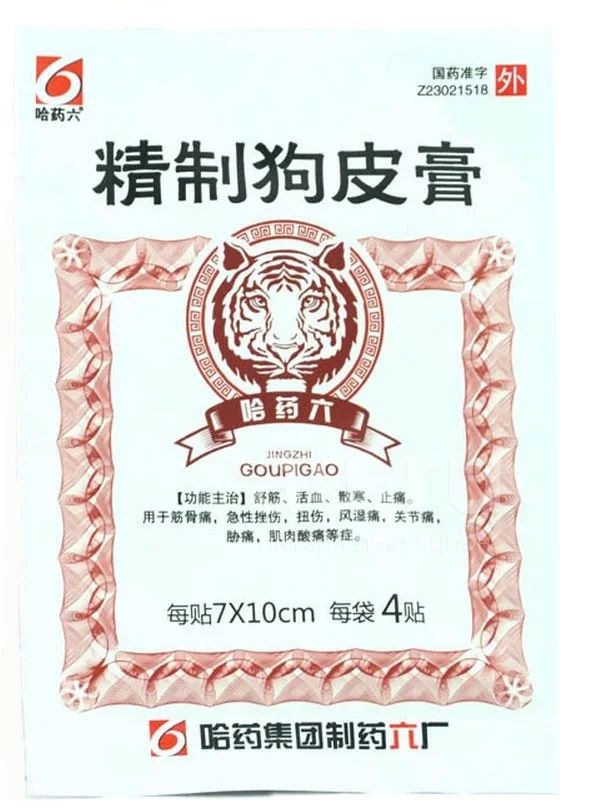 哈药六
国药准字
Z23021518
外
精制狗皮膏
哈药六
JINGZHI
GOUPIGAO
【功能主治】舒筋、活血、散寒、止痛。
用于筋骨痛，急性挫伤，扭伤，风湿痛，关节痛，
胁痛，肌肉酸痛等症。
每贴7X10cm 每袋 4贴
哈药集团制药六厂